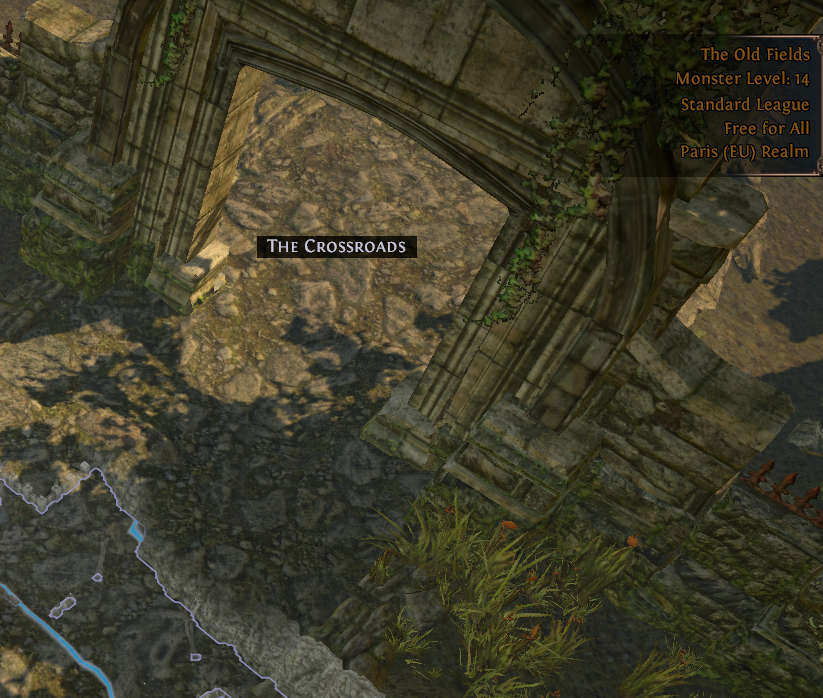 The Old Fields
Monster Level: 14
Standard League
Free for All
Paris (EU) Realm
The Crossroads